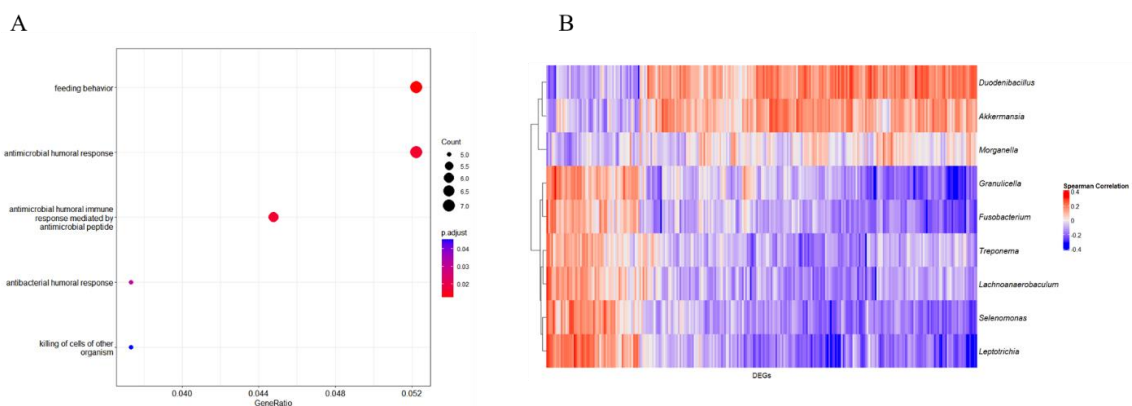 A
B
feeding behavior
antimicrobial humoral response
antimicrobial humoral immune
response mediated by
antimicrobial peptide
antibacterial humoral response
killing of cells of other
organism
0.040
0.044
0.048
0.052
GeneRatio
Count
5.0
5.5
6.0
6.5
7.0
p.adjust
0.04
0.03
0.02
Duodenibacillus
Akkermansia
Morganella
Granulicella
Fusobacterium
Treponema
Lachnoanaerobaculum
Selenomonas
Leptotrichia
DEGs
Spearman Correlation
0.4
0.2
0
-0.2
-0.4